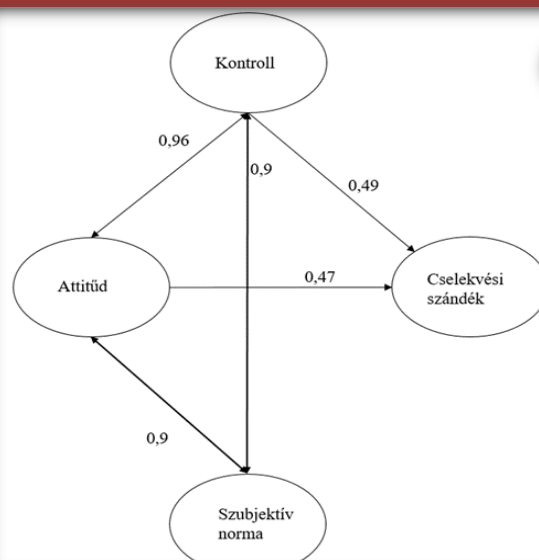 Kontroll
0,96
0,9
0,49
Attitűd
0,47
Cselekvési
szándék
0,9
Szubjektív
norma